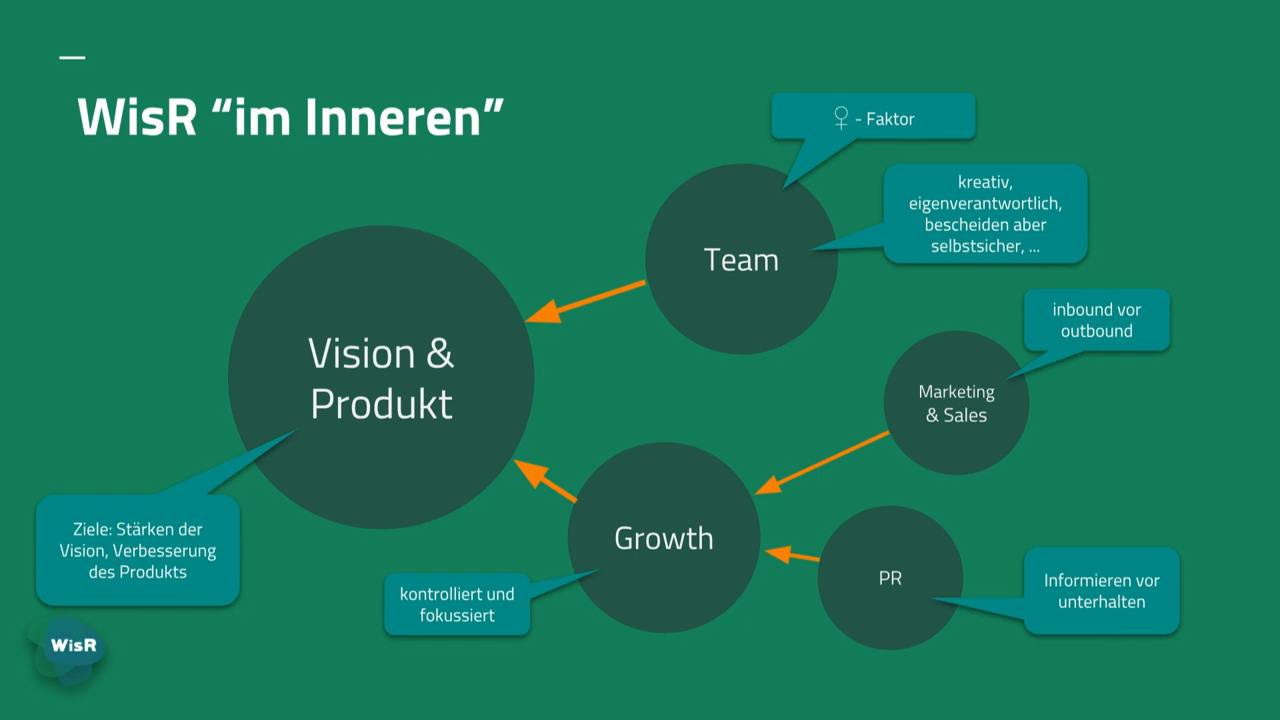 WisR “im Inneren”
♀ - Faktor
kreativ,
eigenverantwortlich,
bescheiden aber
selbstsicher, ...
Team
inbound vor
outbound
Vision &
Produkt
Marketing
& Sales
Ziele: Stärken der
Vision, Verbesserung
des Produkts
Growth
kontrolliert und
fokussiert
PR
Informieren vor
unterhalten
WisR